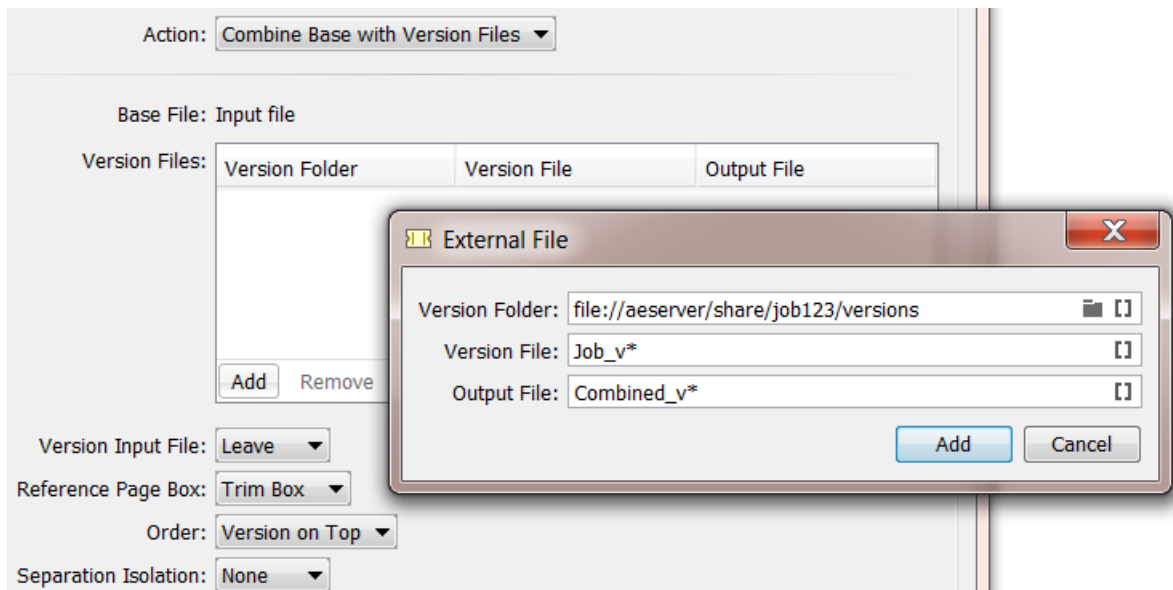 Action: Combine Base with Version Files
Base File: Input file
Version Files: Version Folder Version File Output File
External File
Version Folder: file://aeserver/share/job123/versions
Version File: Job_v*
Output File: Combined_v*
Add Cancel
Add Remove
Version Input File: Leave
Reference Page Box: Trim Box
Order: Version on Top
Separation Isolation: None